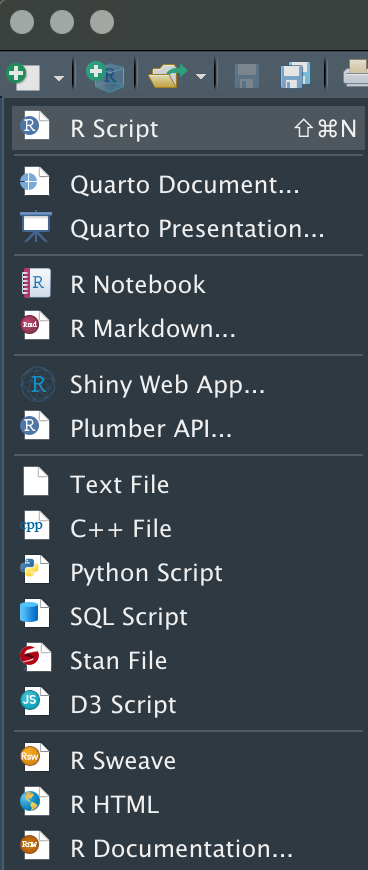 R Script ⇧⌘N
Quarto Document...
Quarto Presentation...
R Notebook
R Markdown...
Shiny Web App...
Plumber API...
Text File
C++ File
Python Script
SQL Script
Stan File
D3 Script
R Sweave
R HTML
R Documentation...